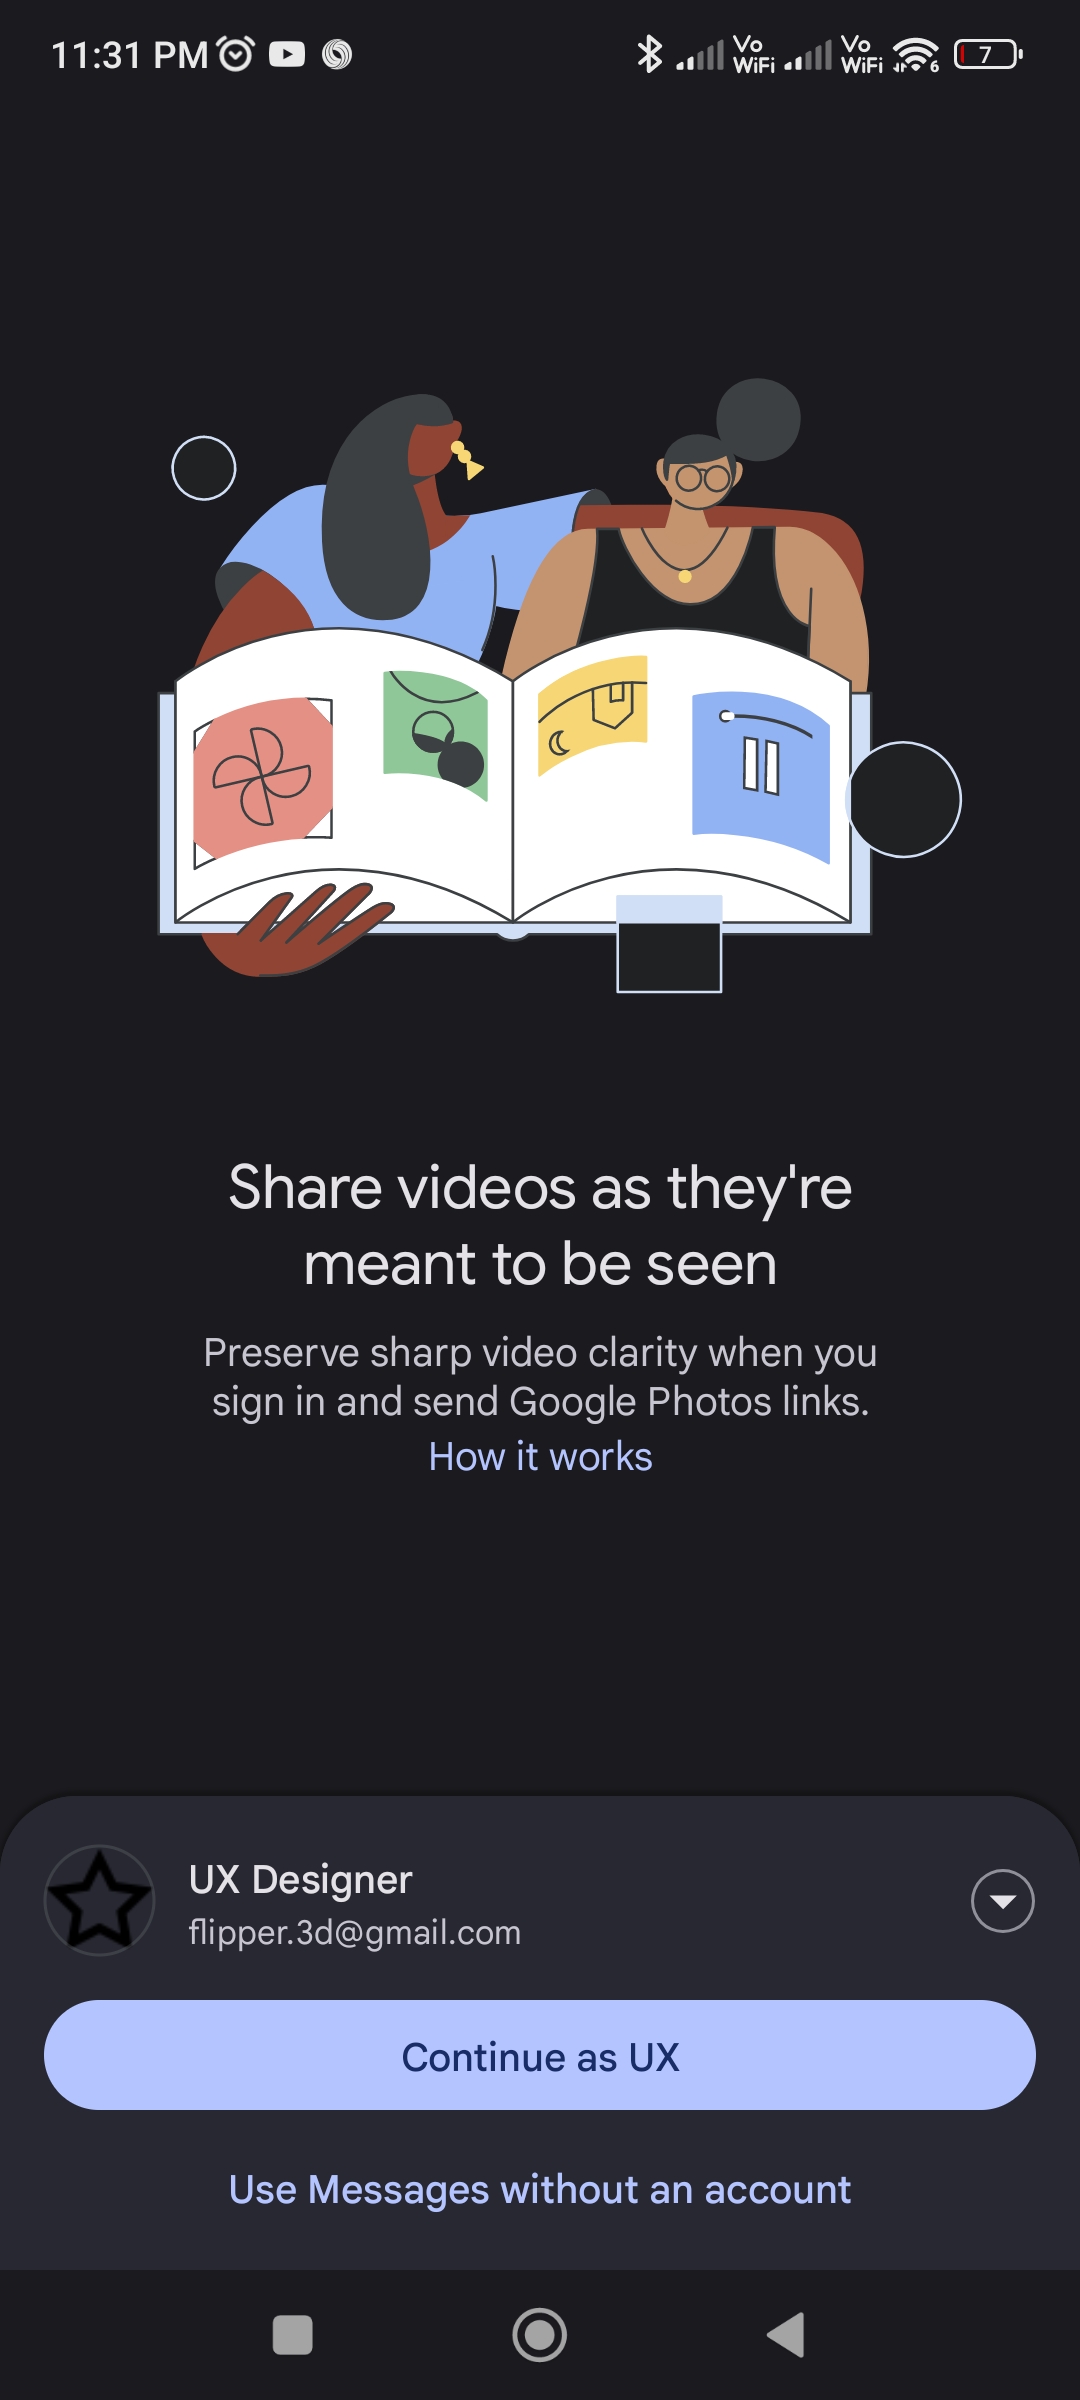 11:31 PM
Vo WiFi Vo WiFi 6 7
Share videos as they're
meant to be seen
Preserve sharp video clarity when you
sign in and send Google Photos links.
How it works
UX Designer
flipper.3d@gmail.com
Continue as UX
Use Messages without an account